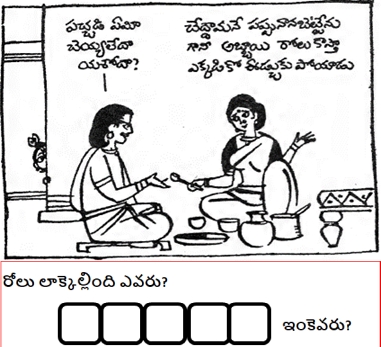 పచ్చడి ఏమీ
చెయ్యలేదా
యశోదా?
చేద్దామనే పప్పునానబెట్టేను
గానీ అబ్బాయి రోలు కాస్తా
ఎక్కడికో ఈడ్చుకు పోయాడు
రోలు లాక్కెల్లింది ఎవరు?
ఇంకెవరు?